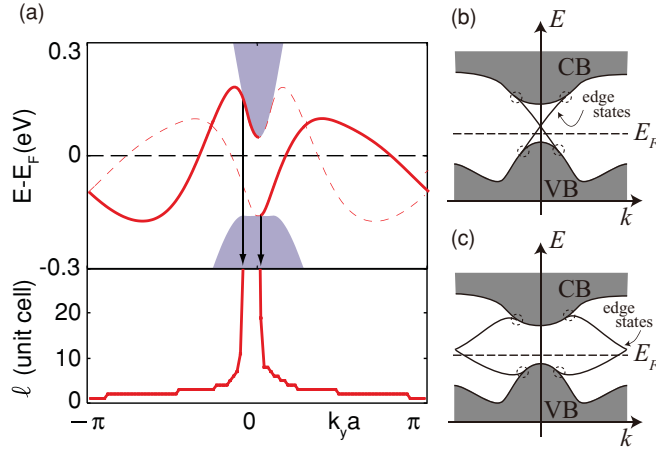 (a)
0.3
0
-0.3
E-E_F(eV)
20
10
0
ℓ (unit cell)
−π
0
k_y a
π
(b)
E
CB
edge
states
E_F
VB
k
(c)
E
CB
edge
states
E_F
VB
k